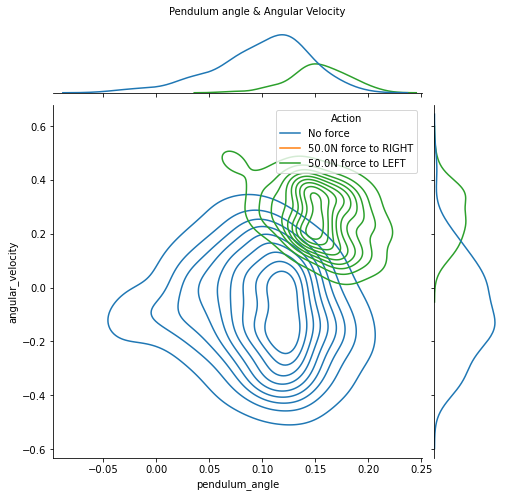 Pendulum angle & Angular Velocity
Action
No force
50.0N force to RIGHT
50.0N force to LEFT
0.6
0.4
0.2
0.0
−0.2
−0.4
−0.6
angular_velocity
−0.05
0.00
0.05
0.10
0.15
0.20
0.25
pendulum_angle